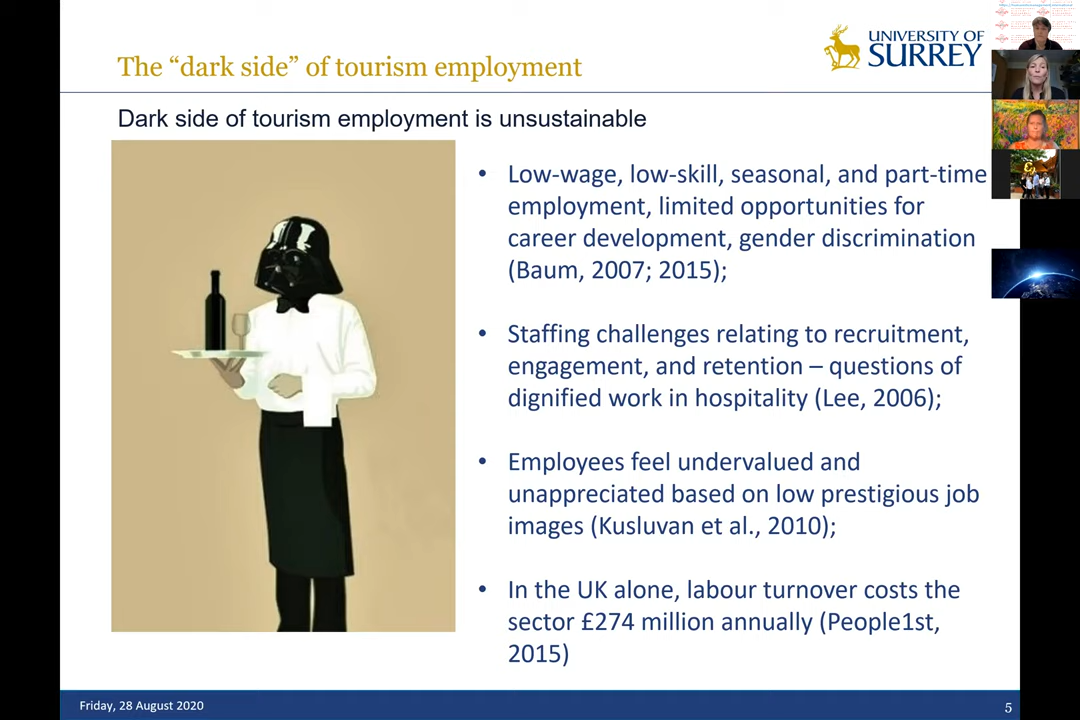 The “dark side” of tourism employment
UNIVERSITY OF
SURREY
Dark side of tourism employment is unsustainable
• Low-wage, low-skill, seasonal, and part-time
employment, limited opportunities for
career development, gender discrimination
(Baum, 2007; 2015);
• Staffing challenges relating to recruitment,
engagement, and retention – questions of
dignified work in hospitality (Lee, 2006);
• Employees feel undervalued and
unappreciated based on low prestigious job
images (Kusluvan et al., 2010);
• In the UK alone, labour turnover costs the
sector £274 million annually (People1st,
2015)
Friday, 28 August 2020
5